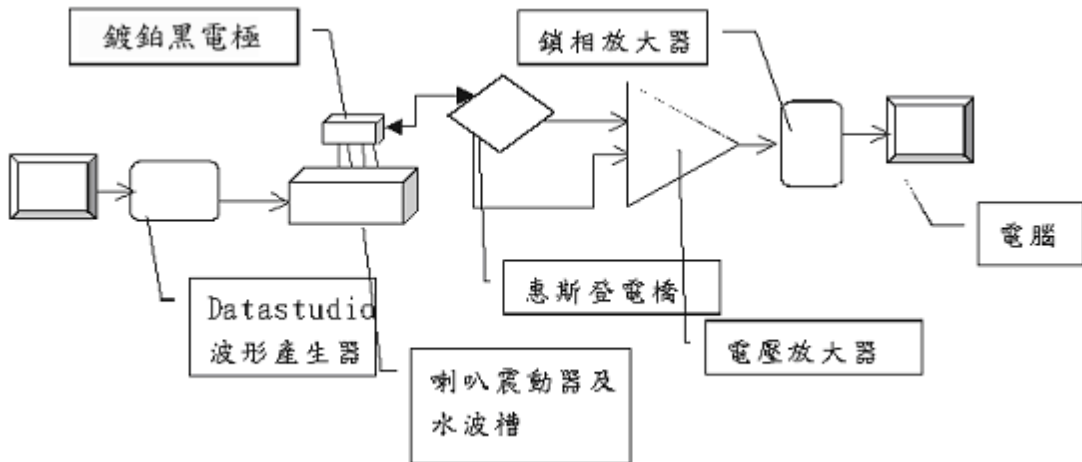 鍍鉑黑電極
鎖相放大器
電腦
惠斯登電橋
Datastudio
波形產生器
電壓放大器
喇叭震動器及
水波槽